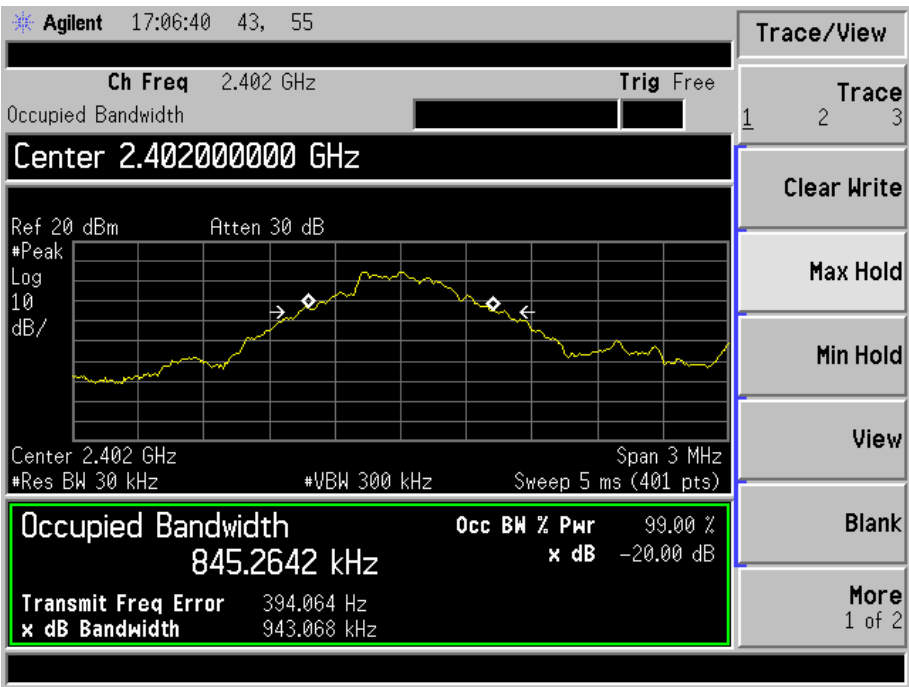 Agilent 17:06:40 43, 55
Trace/View
Ch Freq 2.402 GHz Trig Free
Occupied Bandwidth
Trace
1 2 3
Center 2.402000000 GHz
Clear Write
Ref 20 dBm Atten 30 dB
#Peak
Log
10
dB/
Max Hold
Min Hold
View
Center 2.402 GHz Span 3 MHz
#Res BW 30 kHz #VBW 300 kHz Sweep 5 ms (401 pts)
Occupied Bandwidth
845.2642 kHz
Occ BW % Pwr 99.00 %
x dB -20.00 dB
Blank
Transmit Freq Error 394.064 Hz
x dB Bandwidth 943.068 kHz
More
1 of 2